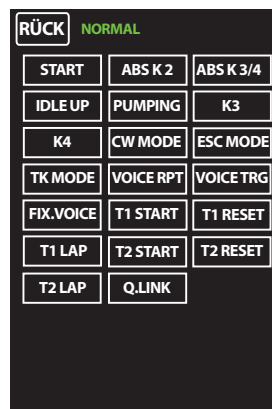 RÜCK NORMAL
START ABS K 2 ABS K 3/4
IDLE UP PUMPING K3
K4 CW MODE ESC MODE
TK MODE VOICE RPT VOICE TRG
FIX.VOICE T1 START T1 RESET
T1 LAP T2 START T2 RESET
T2 LAP Q.LINK